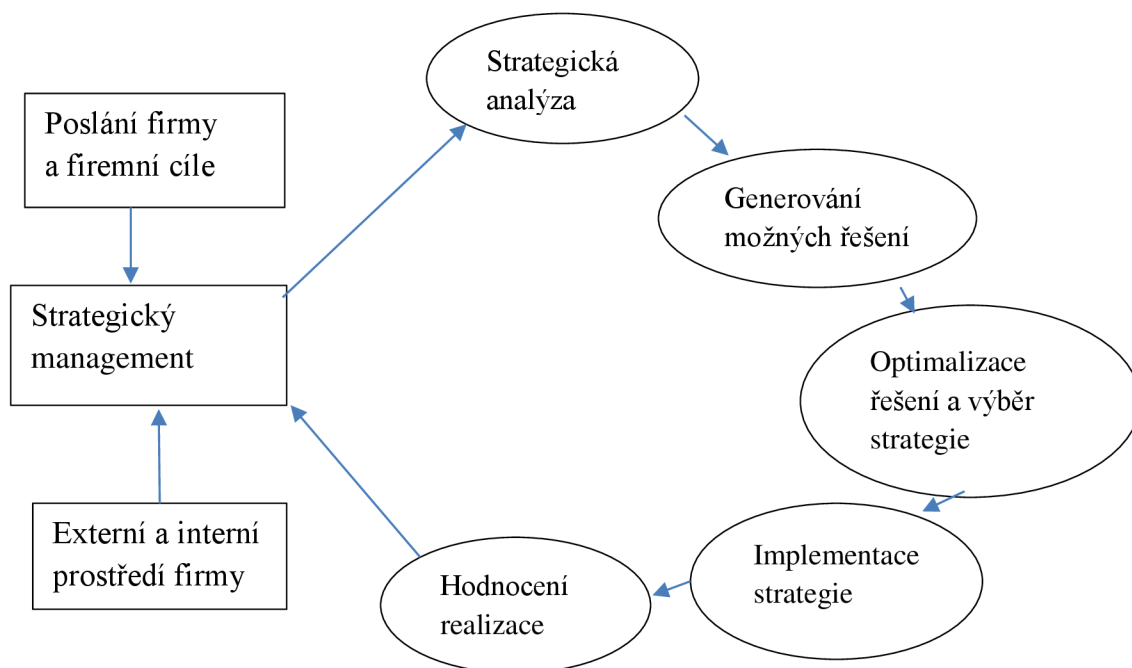 Strategická
analýza
Poslání firmy
a firemní cíle
Generování
možných řešení
Strategický
management
Optimalizace
řešení a výběr
strategie
Externí a interní
prostředí firmy
Implementace
strategie
Hodnocení
realizace